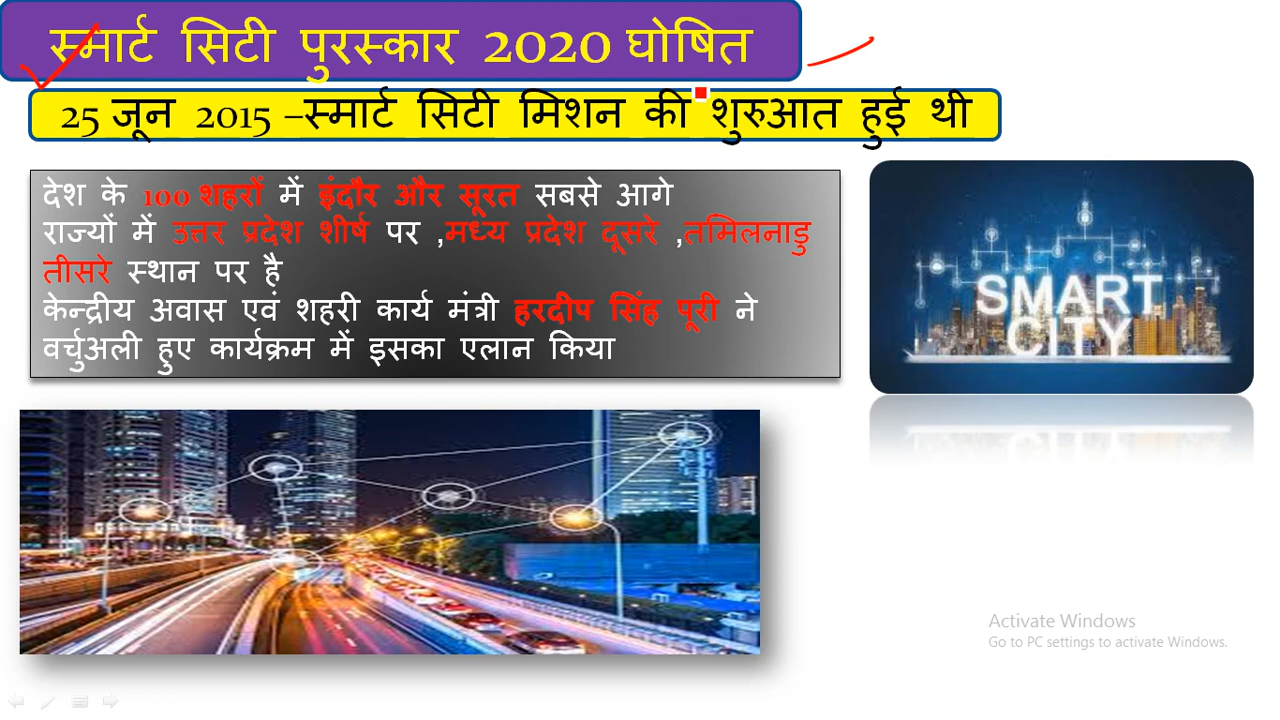 स्मार्ट सिटी पुरस्कार 2020 घोषित
25 जून 2015 –स्मार्ट सिटी मिशन की शुरुआत हुई थी
देश के 100 शहरों में इंदौर और सूरत सबसे आगे
राज्यों में उत्तर प्रदेश शीर्ष पर ,मध्य प्रदेश दूसरे ,तमिलनाडु
तीसरे स्थान पर है
केन्द्रीय अवास एवं शहरी कार्य मंत्री हरदीप सिंह पूरी ने
वर्चुअली हुए कार्यक्रम में इसका एलान किया
SMART
CITY
Activate Windows
Go to PC settings to activate Windows.